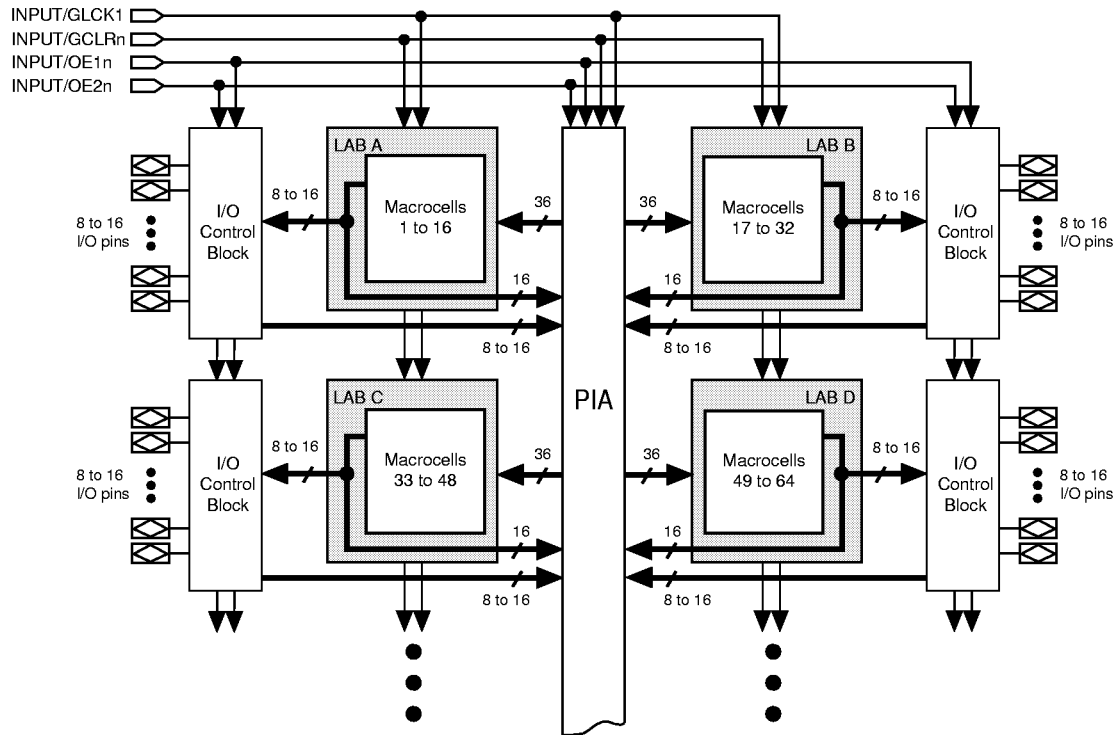 INPUT/GLCK1
INPUT/GCLRn
INPUT/OE1n
INPUT/OE2n
LAB A
LAB B
8 to 16
I/O pins
I/O
Control
Block
8 to 16
Macrocells
1 to 16
36
36
Macrocells
17 to 32
8 to 16
I/O
Control
Block
8 to 16
I/O pins
16
16
8 to 16
8 to 16
PIA
LAB C
LAB D
8 to 16
I/O pins
I/O
Control
Block
8 to 16
Macrocells
33 to 48
36
36
Macrocells
49 to 64
8 to 16
I/O
Control
Block
8 to 16
I/O pins
16
16
8 to 16
8 to 16